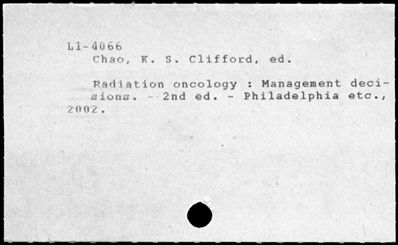 L1-4066
Chao, K. S. Clifford, ed.
Radiation oncology : Management deci-
sions. - 2nd ed. - Philadelphia etc.,
2002.